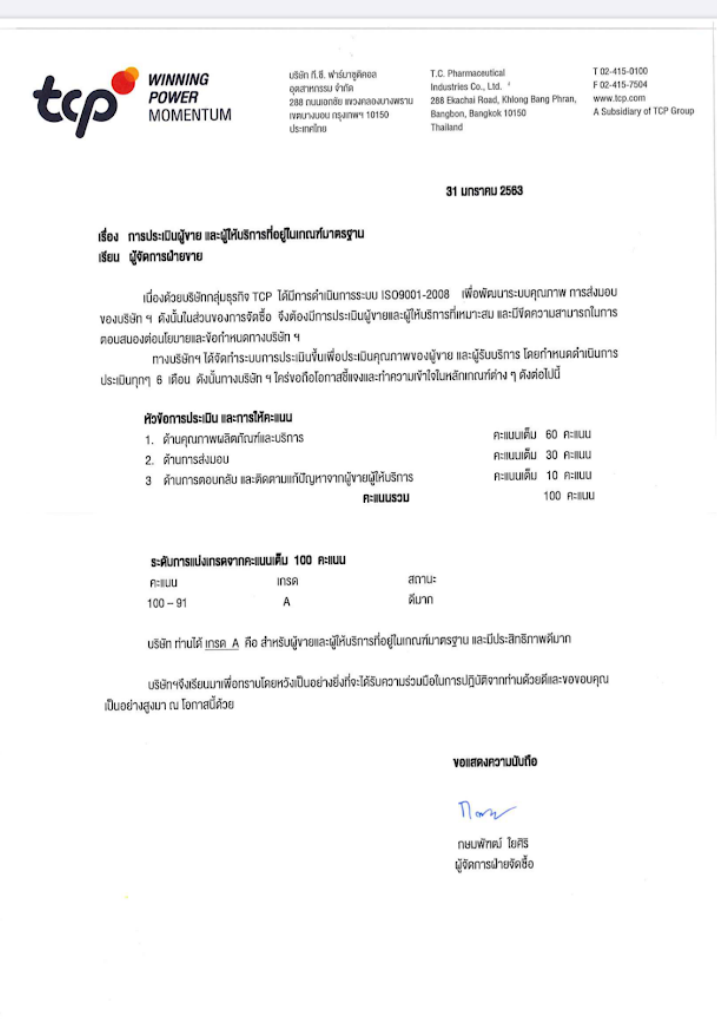 tcp
WINNING
POWER
MOMENTUM
บริษัท ที.ซี. ฟาร์มาซูติคอล
อุตสาหกรรม จำกัด
288 ถนนเอกชัย แขวงคลองบางพราน
เขตบางบอน กรุงเทพฯ 10150
ประเทศไทย
T.C. Pharmaceutical
Industries Co., Ltd.
288 Ekachai Road, Khlong Bang Phran,
Bangbon, Bangkok 10150
Thailand
T 02-415-0100
F 02-415-7504
www.tcp.com
A Subsidiary of TCP Group
31 มกราคม 2563
เรื่อง การประเมินผู้ขาย และผู้ให้บริการที่อยู่ในเกณฑ์มาตรฐาน
เรียน ผู้จัดการฝ่ายขาย
เนื่องด้วยบริษัทกลุ่มธุรกิจ TCP ได้มีการดำเนินการระบบ ISO9001-2008 เพื่อพัฒนาระบบคุณภาพ การส่งมอบ
ของบริษัท ฯ ดังนั้นในส่วนของการจัดซื้อ จึงต้องมีการประเมินผู้ขายและผู้ให้บริการที่เหมาะสม และมีขีดความสามารถในการ
ตอบสนองต่อนโยบายและข้อกำหนดทางบริษัท ฯ
ทางบริษัทฯ ได้จัดทำระบบการประเมินขึ้นเพื่อประเมินคุณภาพของผู้ขาย และผู้รับบริการ โดยกำหนดดำเนินการ
ประเมินทุกๆ 6 เดือน ดังนั้นทางบริษัท ฯ ใคร่ขอถือโอกาสชี้แจงและทำความเข้าใจในหลักเกณฑ์ต่าง ๆ ดังต่อไปนี้
หัวข้อการประเมิน และการให้คะแนน
1. ด้านคุณภาพผลิตภัณฑ์และบริการ คะแนนเต็ม 60 คะแนน
2. ด้านการส่งมอบ คะแนนเต็ม 30 คะแนน
3 ด้านการตอบกลับ และติดตามแก้ปัญหาจากผู้ขายผู้ให้บริการ คะแนนเต็ม 10 คะแนน
คะแนนรวม 100 คะแนน
ระดับการแบ่งเกรดจากคะแนนเต็ม 100 คะแนน
คะแนน เกรด สถานะ
100 – 91 A ดีมาก
บริษัท ท่านได้ เกรด A คือ สำหรับผู้ขายและผู้ให้บริการที่อยู่ในเกณฑ์มาตรฐาน และมีประสิทธิภาพดีมาก
บริษัทฯจึงเรียนมาเพื่อทราบโดยหวังเป็นอย่างยิ่งที่จะได้รับความร่วมมือในการปฏิบัติจากท่านด้วยดีและขอขอบคุณ
เป็นอย่างสูงมา ณ โอกาสนี้ด้วย
ขอแสดงความนับถือ
กษมพัฑฒ์ ใยศิริ
ผู้จัดการฝ่ายจัดซื้อ